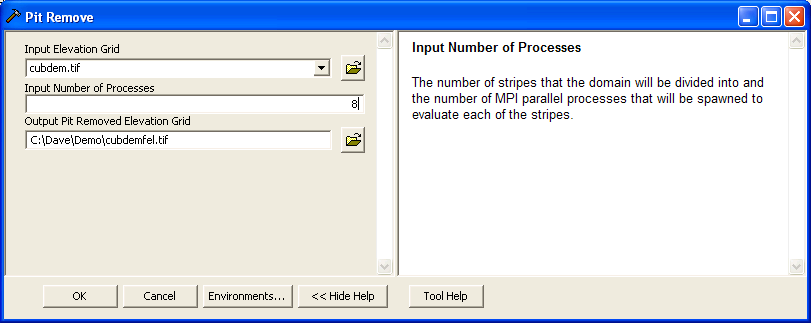 Pit Remove
Input Elevation Grid
cubdem.tif
Input Number of Processes
8
Output Pit Removed Elevation Grid
C:\Dave\Demo\cubdemfel.tif
Input Number of Processes
The number of stripes that the domain will be divided into and
the number of MPI parallel processes that will be spawned to
evaluate each of the stripes.
OK Cancel Environments... << Hide Help Tool Help